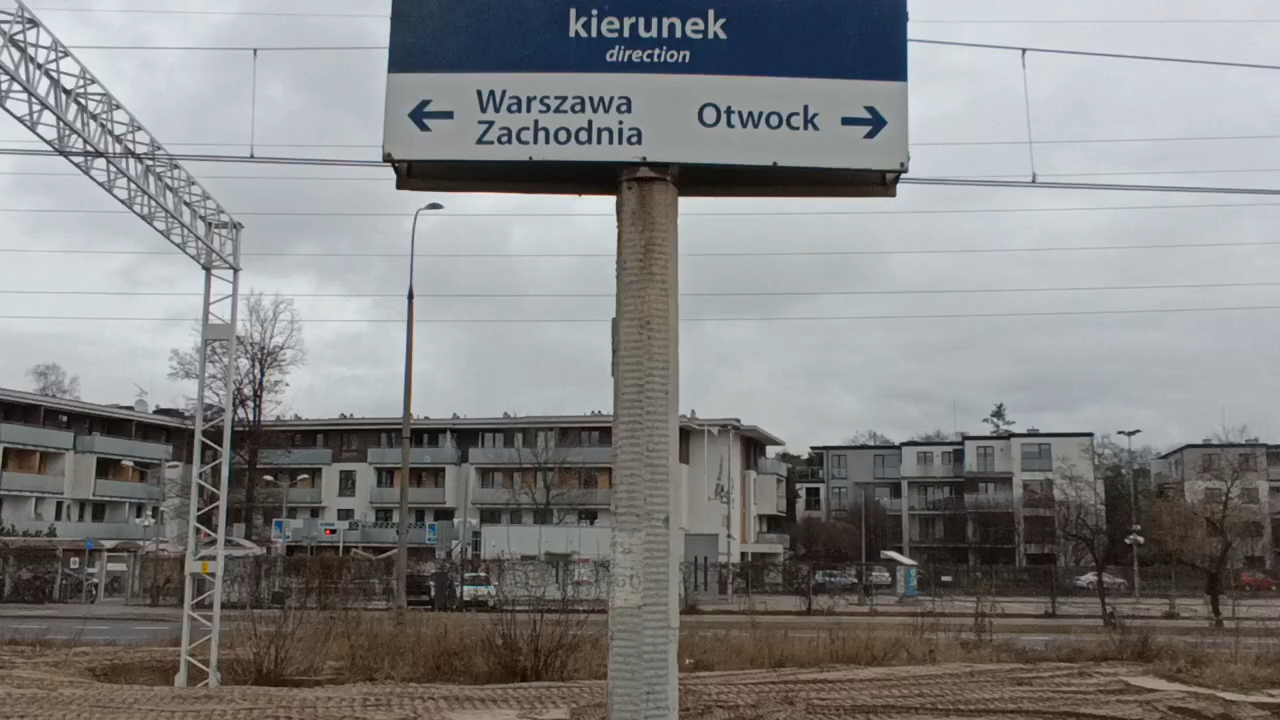 kierunek
direction
← Warszawa
Zachodnia
Otwock →